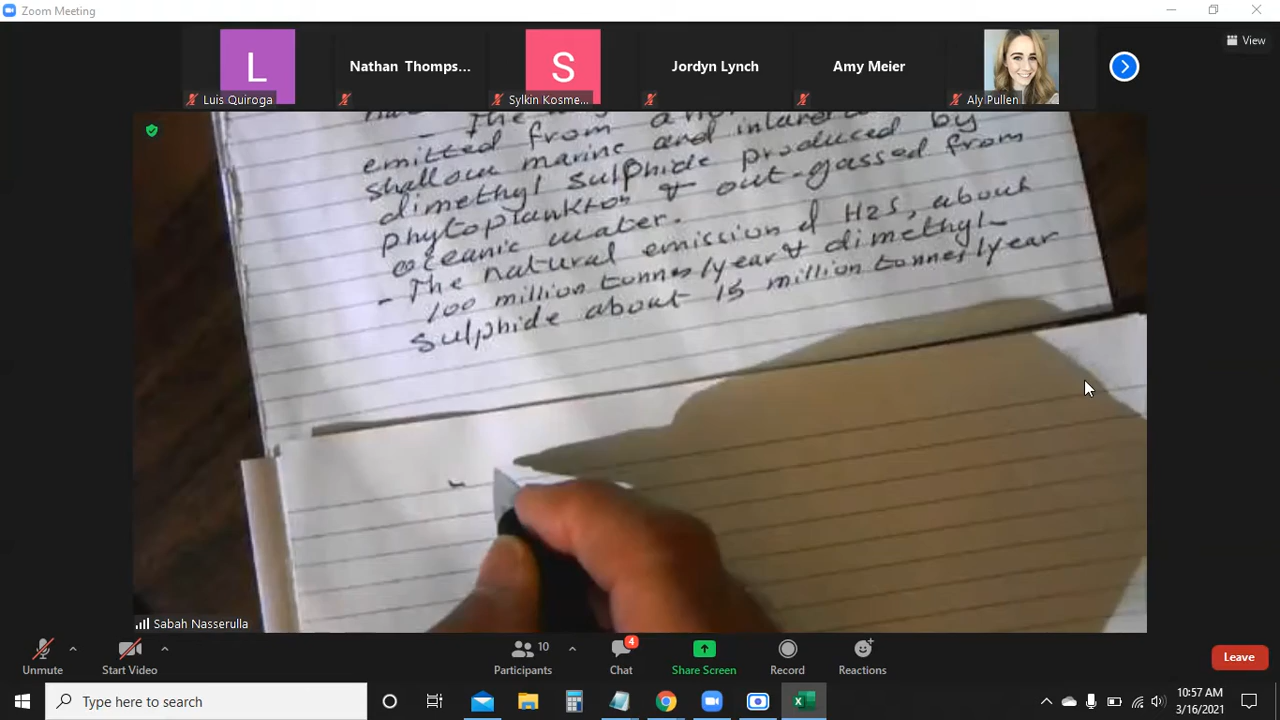 Zoom Meeting
View
L
Luis Quiroga
Nathan Thomps...
S
Sylkin Kosme...
Jordyn Lynch
Amy Meier
Aly Pullen
- The
emitted from
shallow marine and
dimethyl sulphide produced by
phytoplankton & out-gassed from
oceanic water.
- The natural emission of H2S, about
100 million tonnes/year & dimethyl-
sulphide about 15 million tonnes/year
-
Sabah Nasserulla
Unmute
Start Video
10
Participants
4
Chat
Share Screen
Record
Reactions
Leave
Type here to search
10:57 AM
3/16/2021